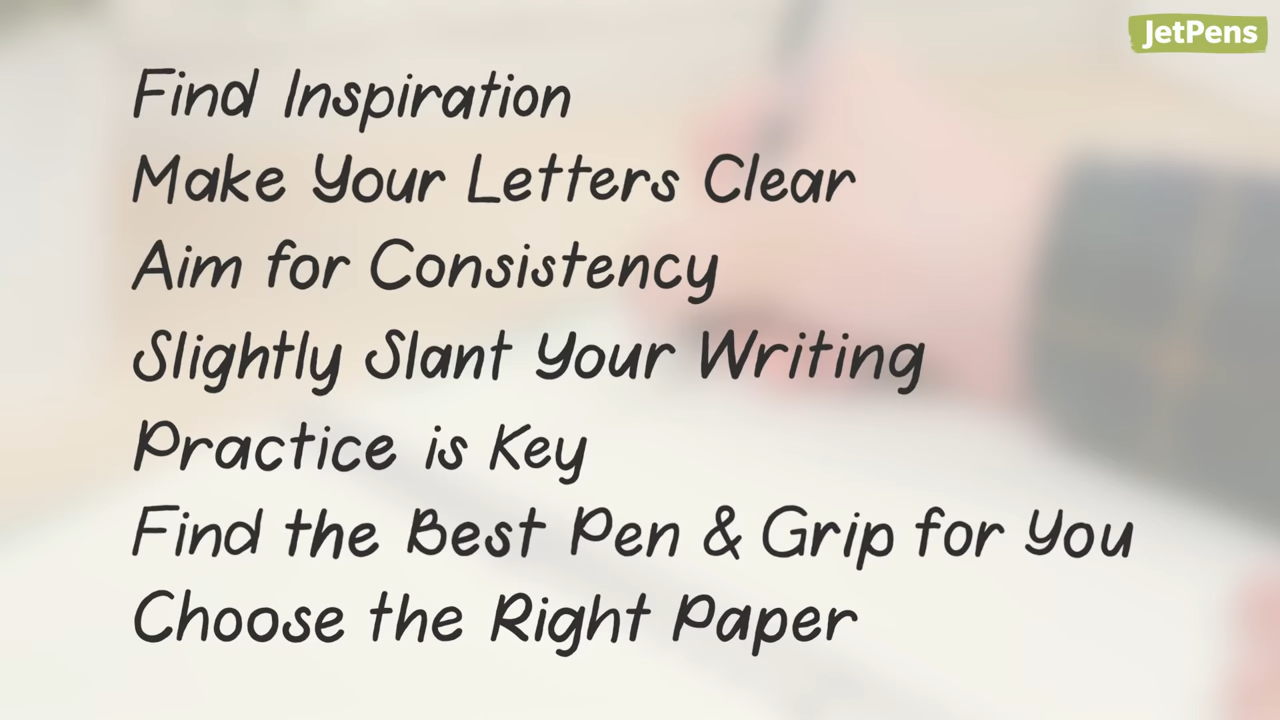 JetPens
Find Inspiration
Make Your Letters Clear
Aim for Consistency
Slightly Slant Your Writing
Practice is Key
Find the Best Pen & Grip for You
Choose the Right Paper